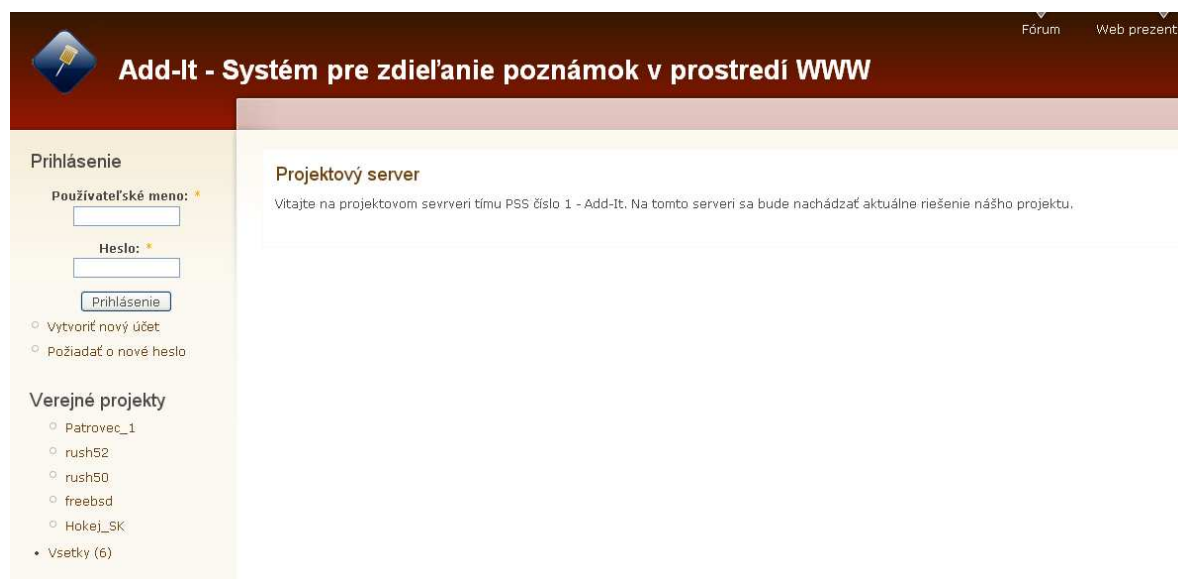 Fórum Web prezent
Add-It - Systém pre zdieľanie poznámok v prostredí WWW
Prihlásenie
Používateľské meno: *
Heslo: *
Prihlásenie
Vytvoriť nový účet
Požiadať o nové heslo
Verejné projekty
Patrovec_1
rush52
rush50
freebsd
Hokej_SK
Vsetky (6)
Projektový server
Vitajte na projektovom sevrveri tímu PSS číslo 1 - Add-It. Na tomto serveri sa bude nachádzať aktuálne riešenie nášho projektu.